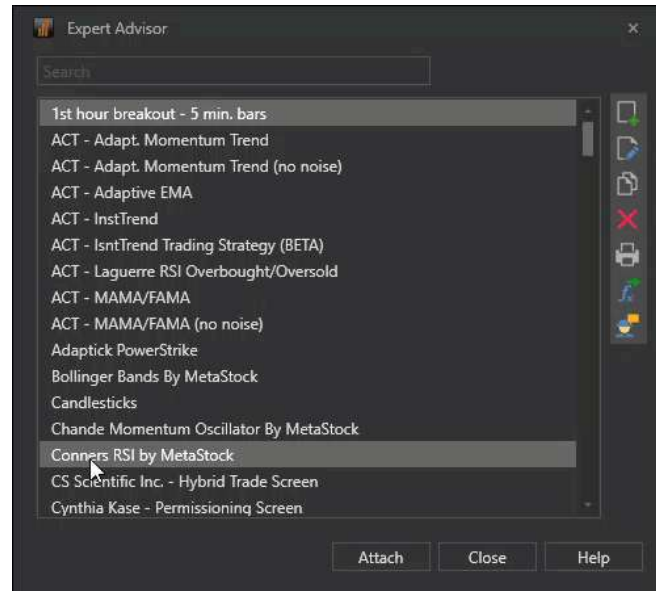 Expert Advisor
Search
1st hour breakout - 5 min. bars
ACT - Adapt. Momentum Trend
ACT - Adapt. Momentum Trend (no noise)
ACT - Adaptive EMA
ACT - InstTrend
ACT - IsntTrend Trading Strategy (BETA)
ACT - Laguerre RSI Overbought/Oversold
ACT - MAMA/FAMA
ACT - MAMA/FAMA (no noise)
Adaptick PowerStrike
Bollinger Bands By MetaStock
Candlesticks
Chande Momentum Oscillator By MetaStock
Conners RSI by MetaStock
CS Scientific Inc. - Hybrid Trade Screen
Cynthia Kase - Permissioning Screen
Attach Close Help